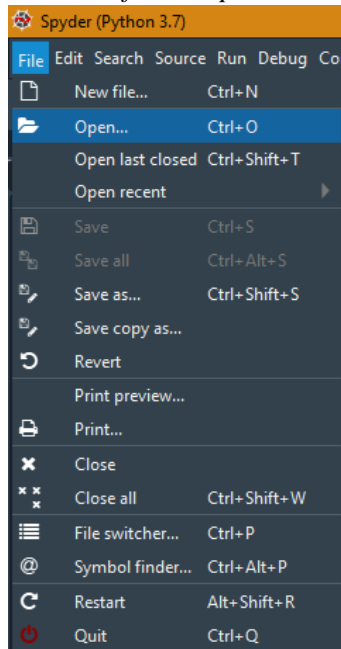 Spyder (Python 3.7)
File Edit Search Source Run Debug Co
New file... Ctrl+N
Open... Ctrl+O
Open last closed Ctrl+Shift+T
Open recent
Save Ctrl+S
Save all Ctrl+Alt+S
Save as... Ctrl+Shift+S
Save copy as...
Revert
Print preview...
Print...
Close
Close all Ctrl+Shift+W
File switcher... Ctrl+P
@ Symbol finder... Ctrl+Alt+P
Restart Alt+Shift+R
Quit Ctrl+Q